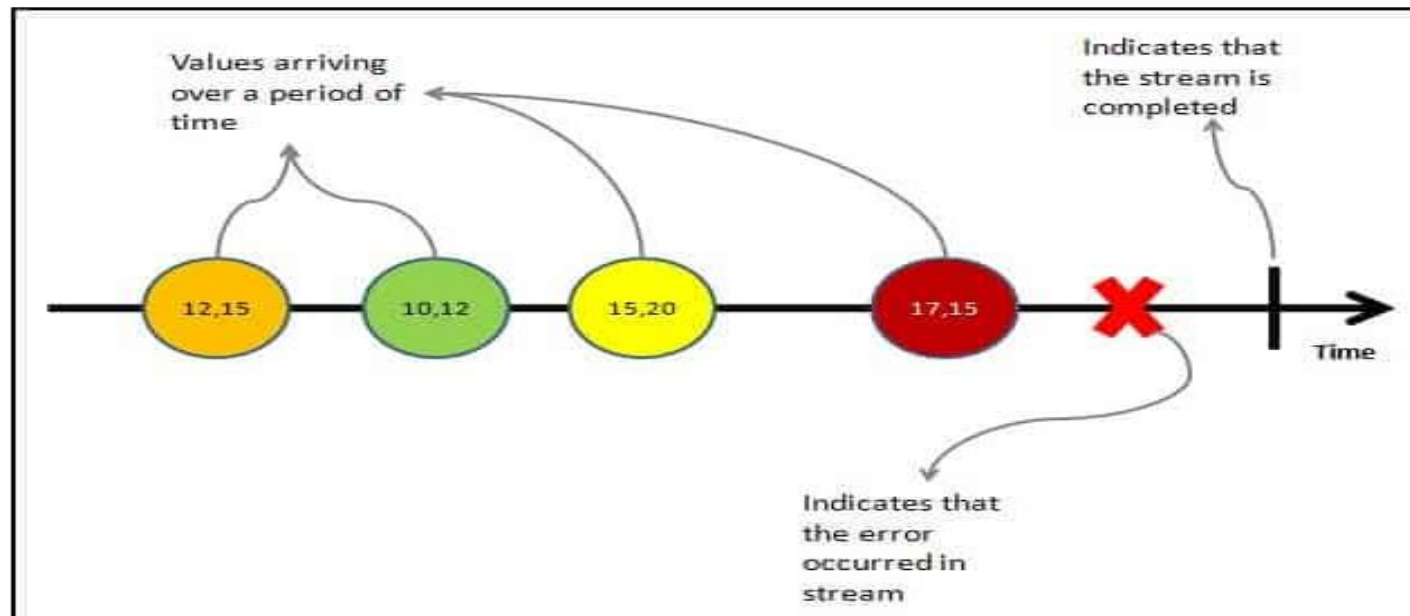 Values arriving
over a period of
time
Indicates that
the stream is
completed
12,15
10,12
15,20
17,15
Time
Indicates that
the error
occurred in
stream